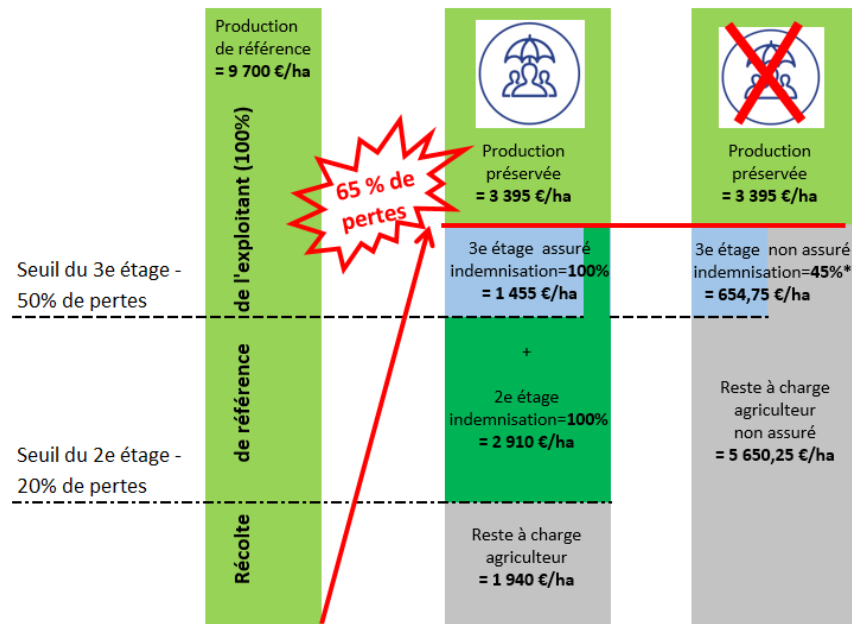 Production
de référence
= 9 700 €/ha
Récolte de référence de l'exploitant (100%)
65 % de
pertes
Seuil du 3e étage -
50% de pertes
Seuil du 2e étage -
20% de pertes
Production
préservée
= 3 395 €/ha
3e étage assuré
indemnisation=100%
= 1 455 €/ha
+
2e étage
indemnisation=100%
= 2 910 €/ha
Reste à charge
agriculteur
= 1 940 €/ha
Production
préservée
= 3 395 €/ha
3e étage non assuré
indemnisation=45%*
= 654,75 €/ha
Reste à charge
agriculteur
non assuré
= 5 650,25 €/ha